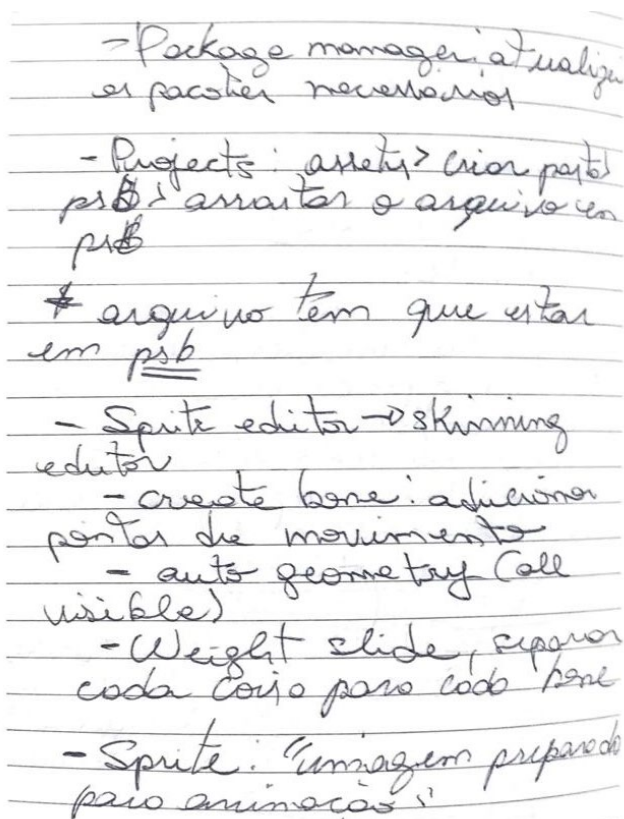 - Package manager: atualizar
os pacotes necessários
- Projects: assets > criar pasta >
psb > arrastar o arquivo em
psb
* arquivo tem que estar
em psb
- Sprite editor → skinning
editor
- create bone: adicionar
pontos de movimento
- auto geometry (all
visible)
- Weight slide, separar
cada coisa para cada bone
- Sprite: "imagem preparada
para animação"